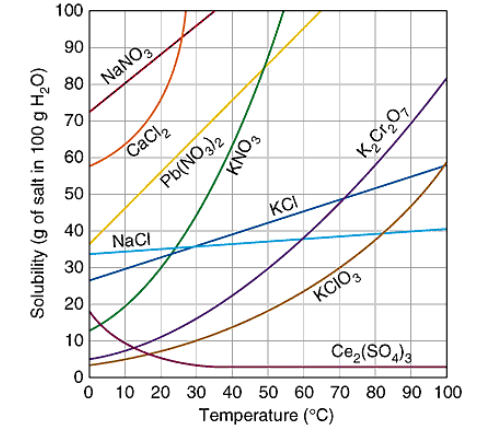 Solubility (g of salt in 100 g H₂O)
100
90
80
70
60
50
40
30
20
10
0
NaNO₃
CaCl₂
Pb(NO₃)₂
KNO₃
K₂Cr₂O₇
KCl
NaCl
KClO₃
Ce₂(SO₄)₃
0 10 20 30 40 50 60 70 80 90 100
Temperature (°C)